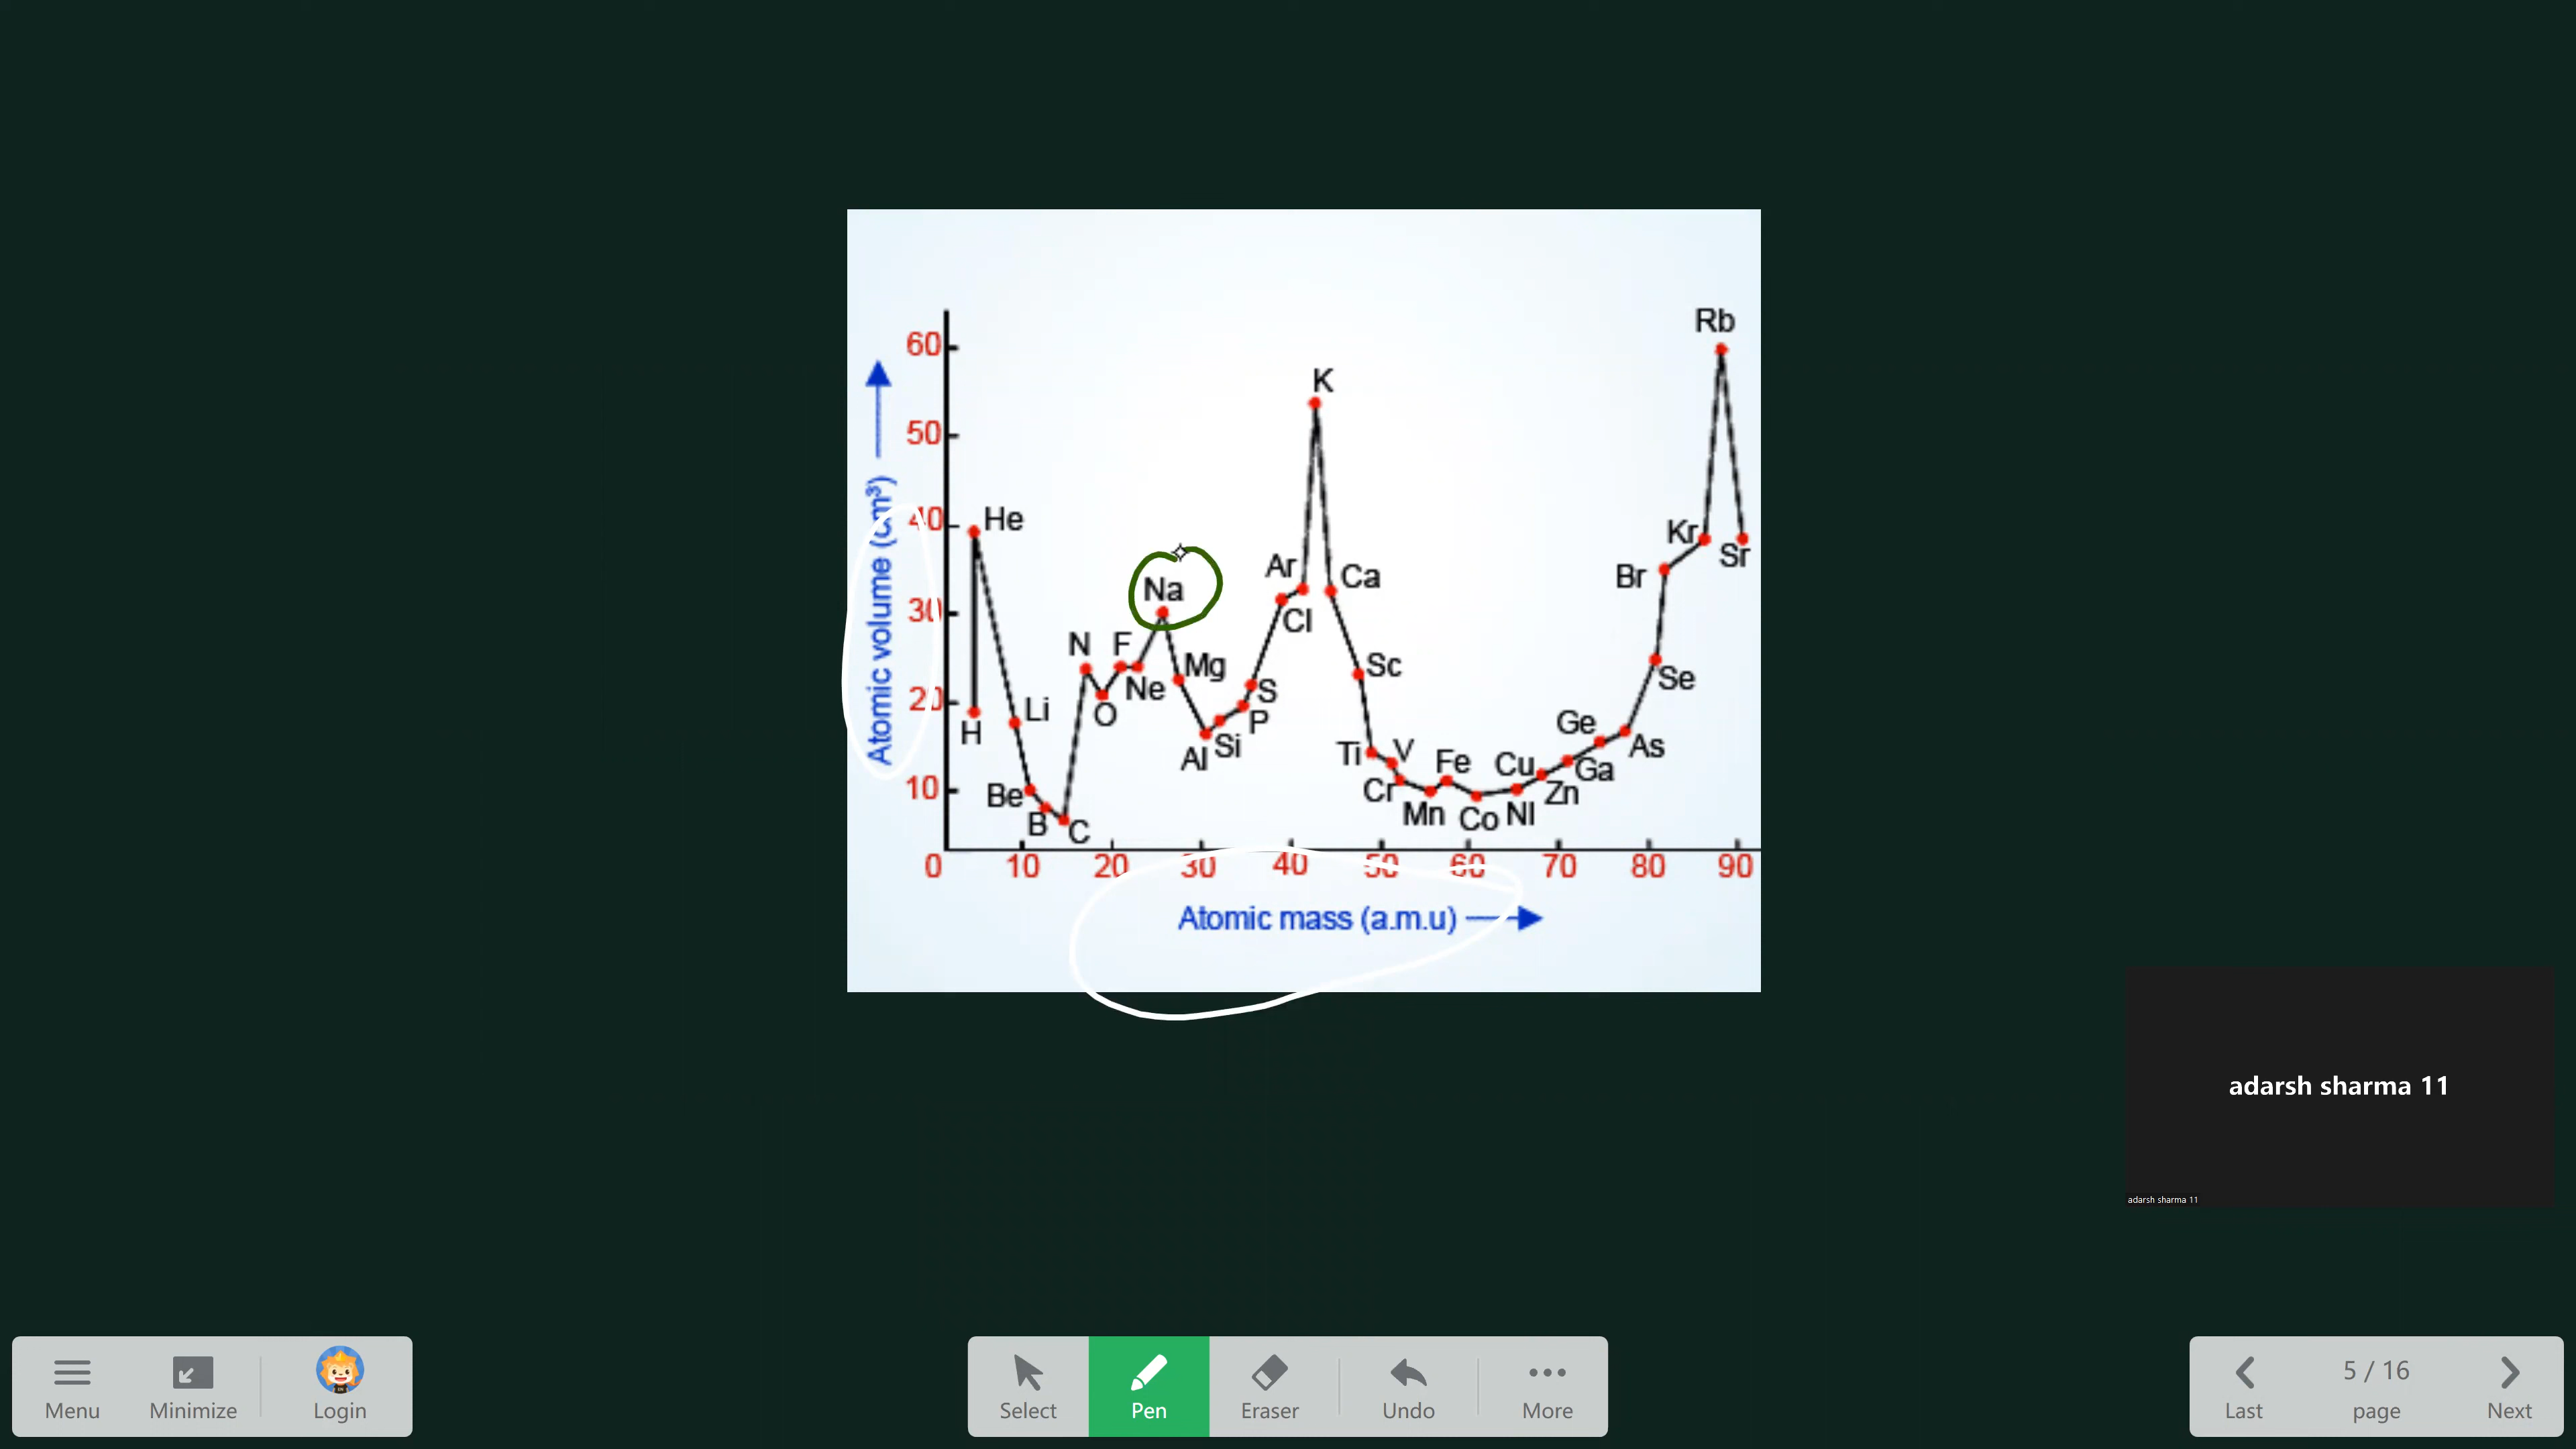 Rb
60
K
50
Atomic volume (cm³)
40
He
Ar
Ca
Kr
Sr
Na
Br
30
Cl
N
F
Mg
Sc
Ne
S
Se
20
Li
O
P
H
Al
Si
Ge
As
Ti
V
Fe
Cu
Ga
10
Be
Cr
Zn
B
C
Mn
Co
NI
0 10 20 30 40 50 60 70 80 90
Atomic mass (a.m.u)
adarsh sharma 11
adarsh sharma 11
Menu
Minimize
Login
Select
Pen
Eraser
Undo
More
Last
5 / 16
page
Next